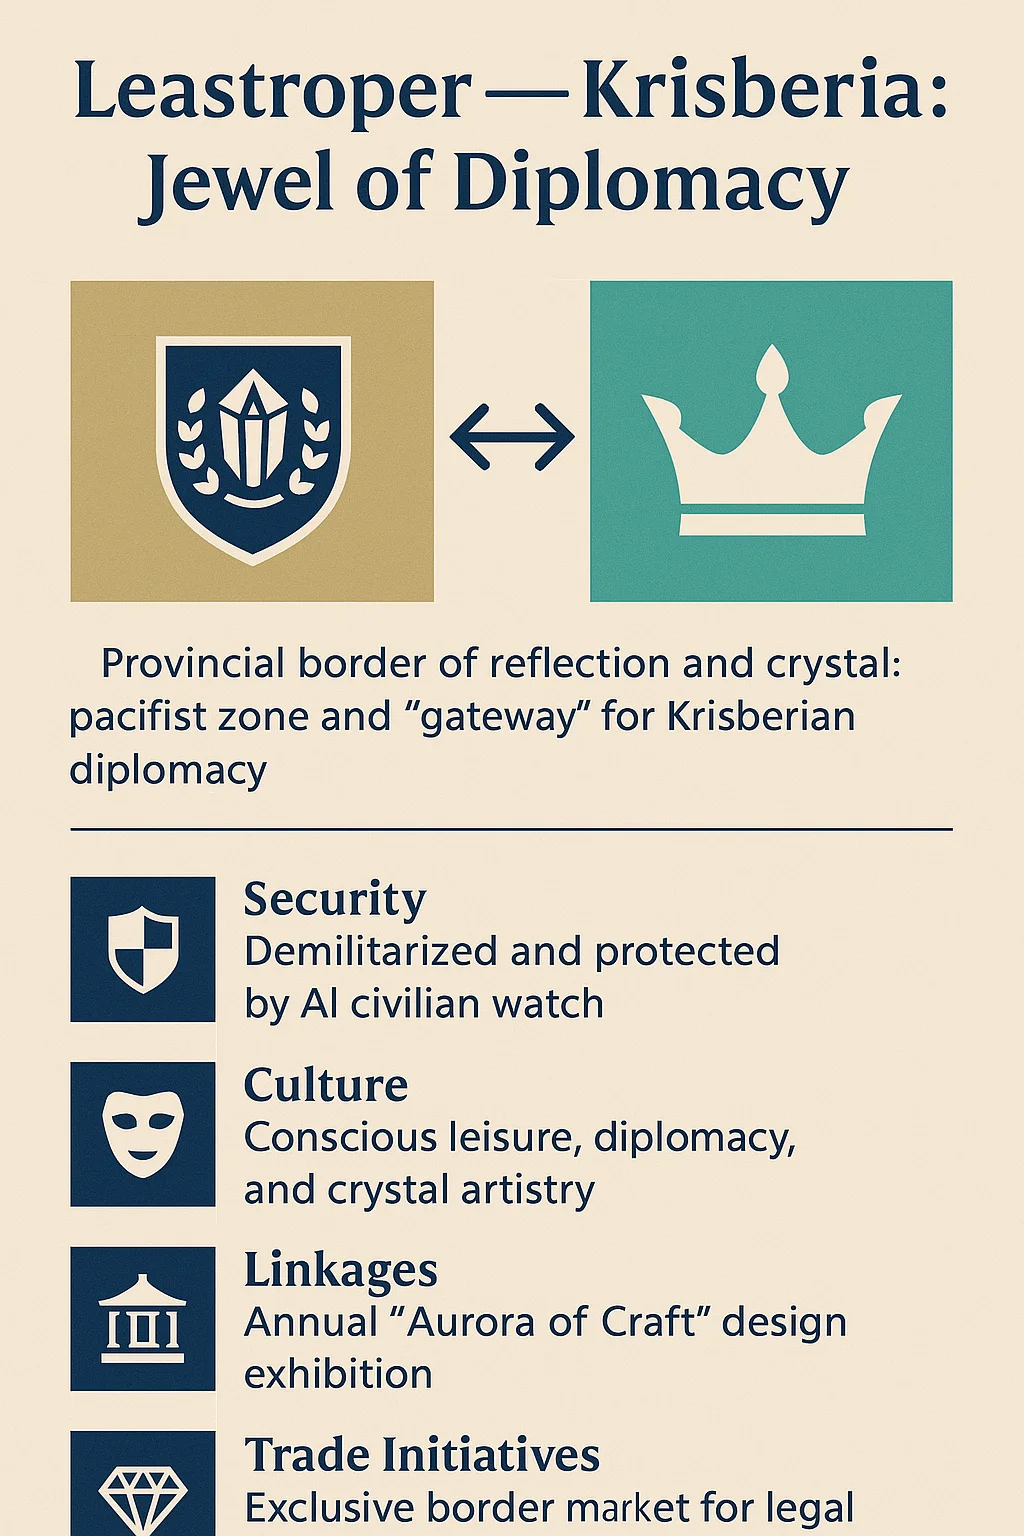 Leastroper — Krisberia:
Jewel of Diplomacy
Provincial border of reflection and crystal:
pacifist zone and “gateway” for Krisberian
diplomacy
Security
Demilitarized and protected
by AI civilian watch
Culture
Conscious leisure, diplomacy,
and crystal artistry
Linkages
Annual “Aurora of Craft” design
exhibition
Trade Initiatives
Exclusive border market for legal